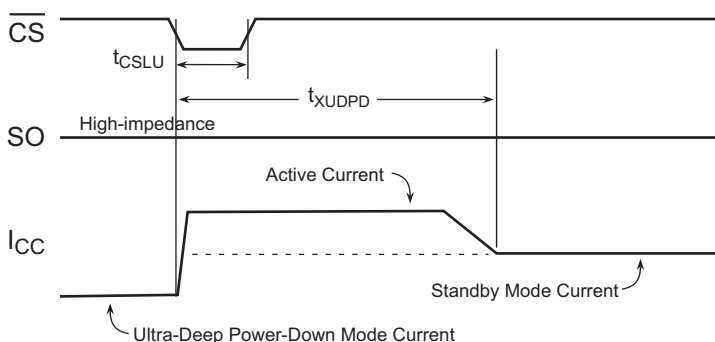 CS
tCSLU
tXUDPD
High-impedance
SO
Active Current
ICC
Standby Mode Current
Ultra-Deep Power-Down Mode Current